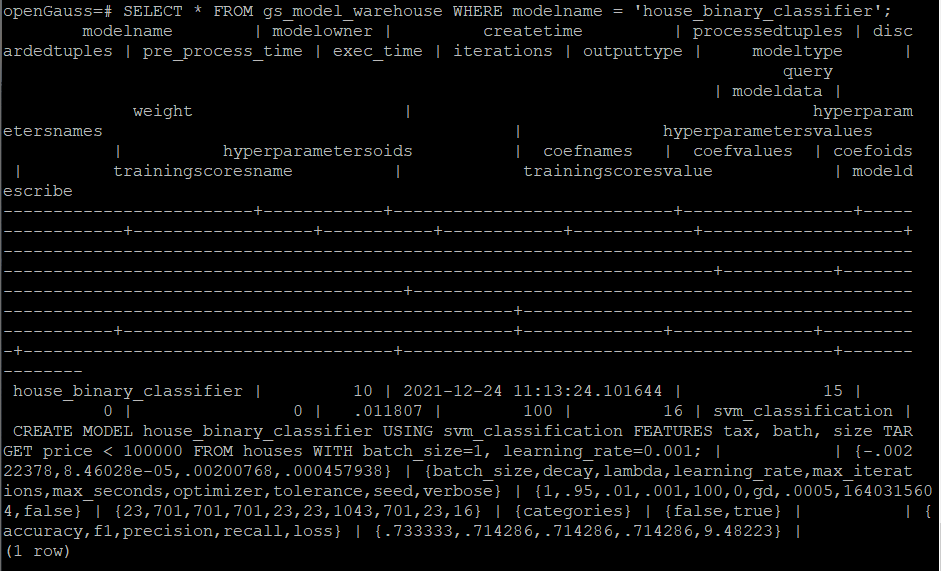 openGauss=# SELECT * FROM gs_model_warehouse WHERE modelname = 'house_binary_classifier';
        modelname        | modelowner |         createtime         | processedtuples | disc
ardedtuples | pre_process_time | exec_time | iterations | outputtype |     modeltype      |
                                                                              query
                                                                       | modeldata |
             weight                     |                                        hyperparam
etersnames                                         |              hyperparametersvalues
           |          hyperparametersoids          |  coefnames   |  coefvalues  | coefoids
 |         trainingscoresname          |            trainingscoresvalue            | modeld
escribe
-------------------------+------------+----------------------------+-----------------+-----
------------+------------------+-----------+------------+------------+--------------------+
-------------------------------------------------------------------------------------------
-----------------------------------------------------------------------+-----------+-------
----------------------------------------+--------------------------------------------------
---------------------------------------------------+---------------------------------------
-----------+---------------------------------------+--------------+--------------+---------
-+-------------------------------------+-------------------------------------------+-------
--------
 house_binary_classifier |         10 | 2021-12-24 11:13:24.101644 |              15 |
          0 |                0 |   .011807 |        100 |         16 | svm_classification |
 CREATE MODEL house_binary_classifier USING svm_classification FEATURES tax, bath, size TAR
GET price < 100000 FROM houses WITH batch_size=1, learning_rate=0.001; |           | {-.002
22378,8.46028e-05,.00200768,.000457938} | {batch_size,decay,lambda,learning_rate,max_iterat
ions,max_seconds,optimizer,tolerance,seed,verbose} | {1,.95,.01,.001,100,0,gd,.0005,164031560
4,false} | {23,701,701,701,23,23,1043,701,23,16} | {categories} | {false,true} |          | {
accuracy,f1,precision,recall,loss} | {.733333,.714286,.714286,.714286,9.48223} |
(1 row)